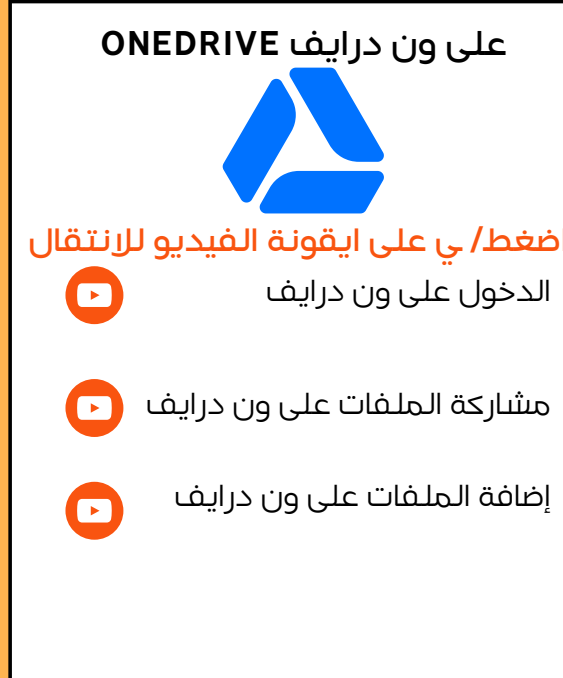 على ون درايف ONEDRIVE
اضغط/ ي على ايقونة الفيديو للإنتقال
الدخول على ون درايف
مشاركة الملفات على ون درايف
إضافة الملفات على ون درايف